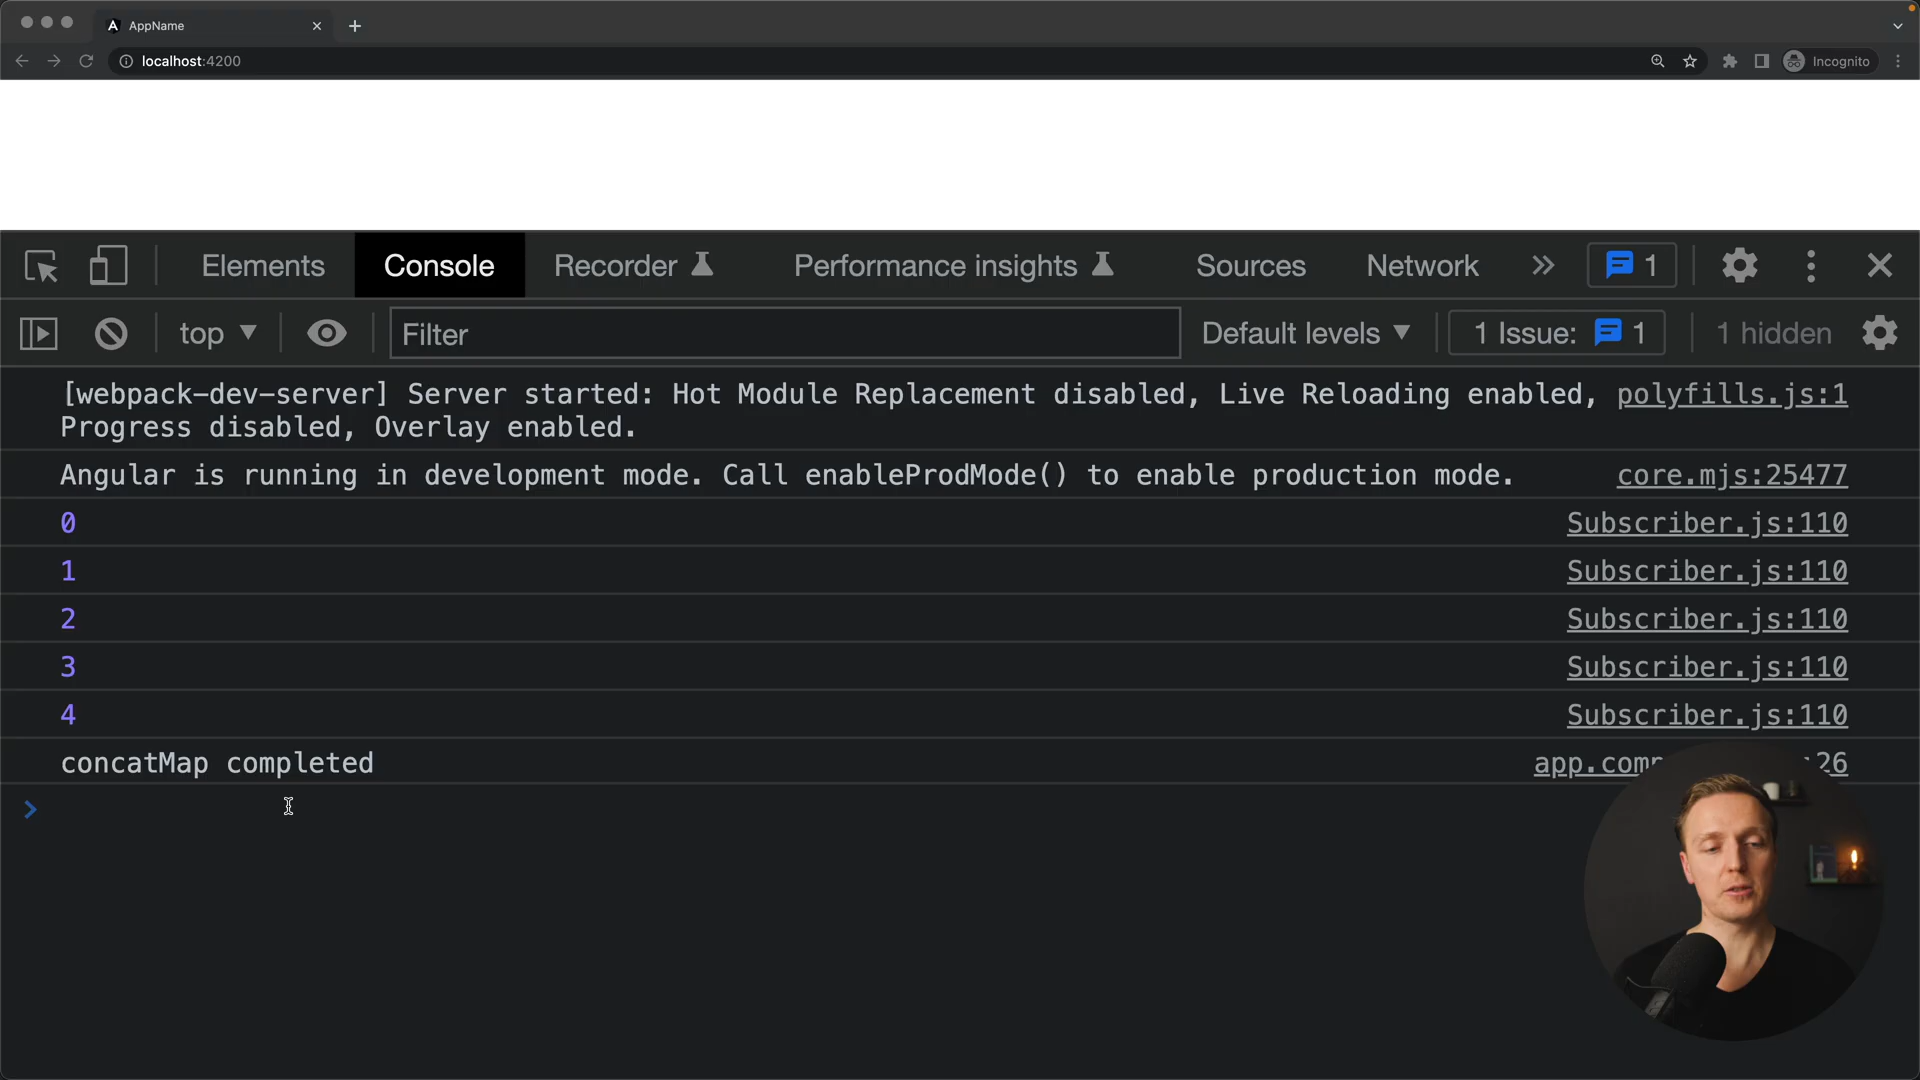 AppName
localhost:4200
Incognito
Elements
Console
Recorder
Performance insights
Sources
Network
1
top
Filter
Default levels
1 Issue: 1
1 hidden
[webpack-dev-server] Server started: Hot Module Replacement disabled, Live Reloading enabled, polyfills.js:1
Progress disabled, Overlay enabled.
Angular is running in development mode. Call enableProdMode() to enable production mode. core.mjs:25477
0 Subscriber.js:110
1 Subscriber.js:110
2 Subscriber.js:110
3 Subscriber.js:110
4 Subscriber.js:110
concatMap completed